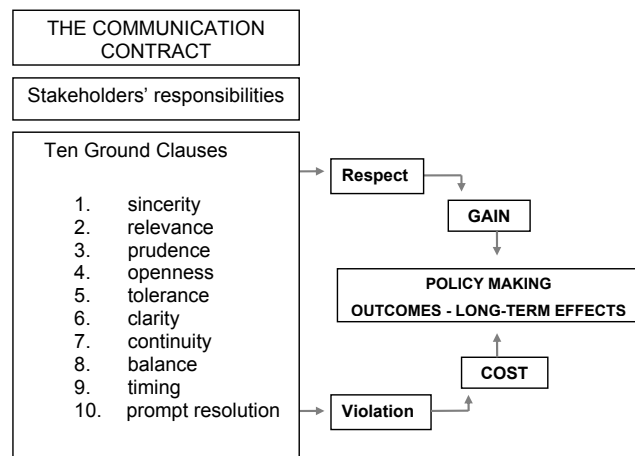 THE COMMUNICATION
CONTRACT
Stakeholders’ responsibilities
Ten Ground Clauses
1. sincerity
2. relevance
3. prudence
4. openness
5. tolerance
6. clarity
7. continuity
8. balance
9. timing
10. prompt resolution
Respect
GAIN
POLICY MAKING
OUTCOMES - LONG-TERM EFFECTS
COST
Violation